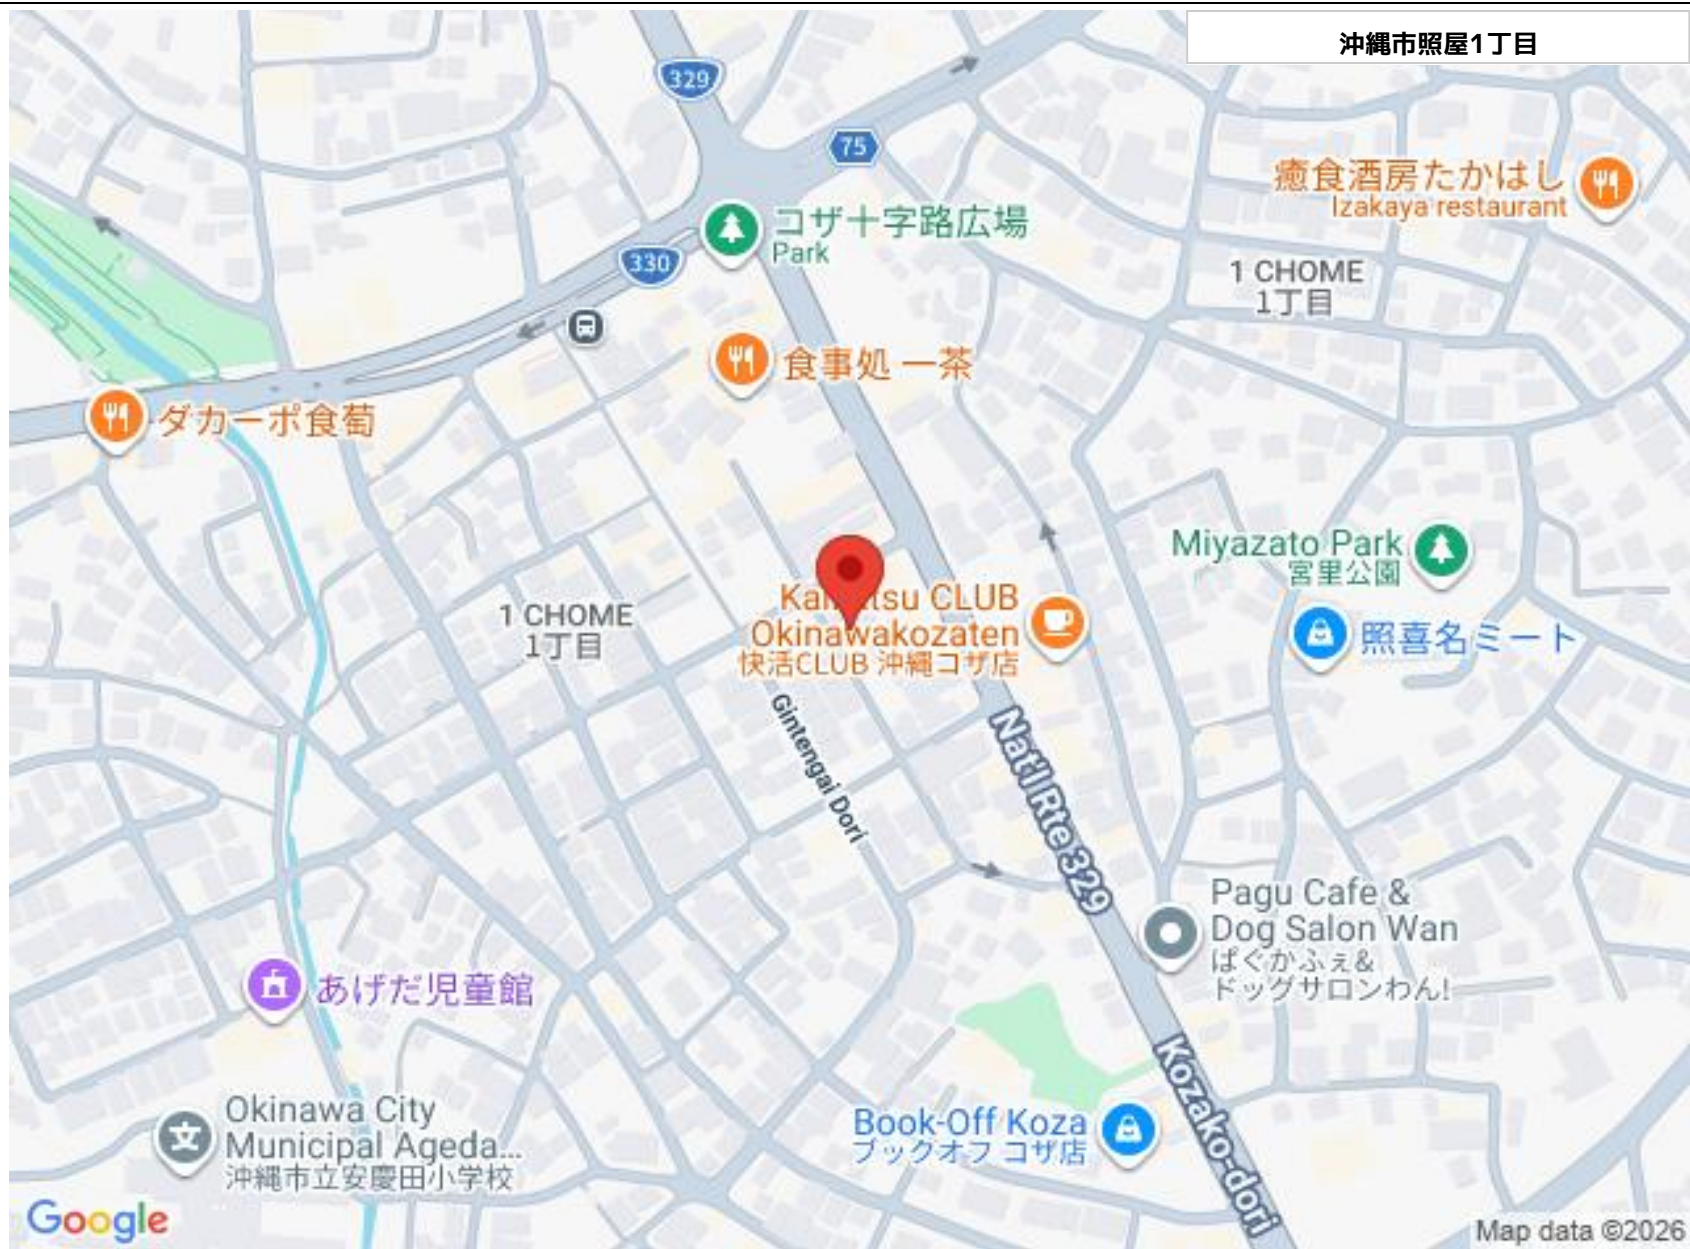 沖縄市照屋1丁目
329
75
癒食酒房たかはし
Izakaya restaurant
コザ十字路広場
Park
330
1 CHOME
1丁目
食事処 一茶
ダカーポ食萄
Miyazato Park
宮里公園
CLUB
Okinawakozaten
快活CLUB 沖縄コザ店
1 CHOME
1丁目
照喜名ミート
Gintengai Dori
Nat'l Rte 329
Pagu Cafe &
Dog Salon Wan
ぱぐかふぇ&
ドッグサロンわん!
あげだ児童館
Kozako-dori
Okinawa City
Municipal Ageda...
沖縄市立安慶田小学校
Book-Off Koza
ブックオフ コザ店
Google
Map data ©2026